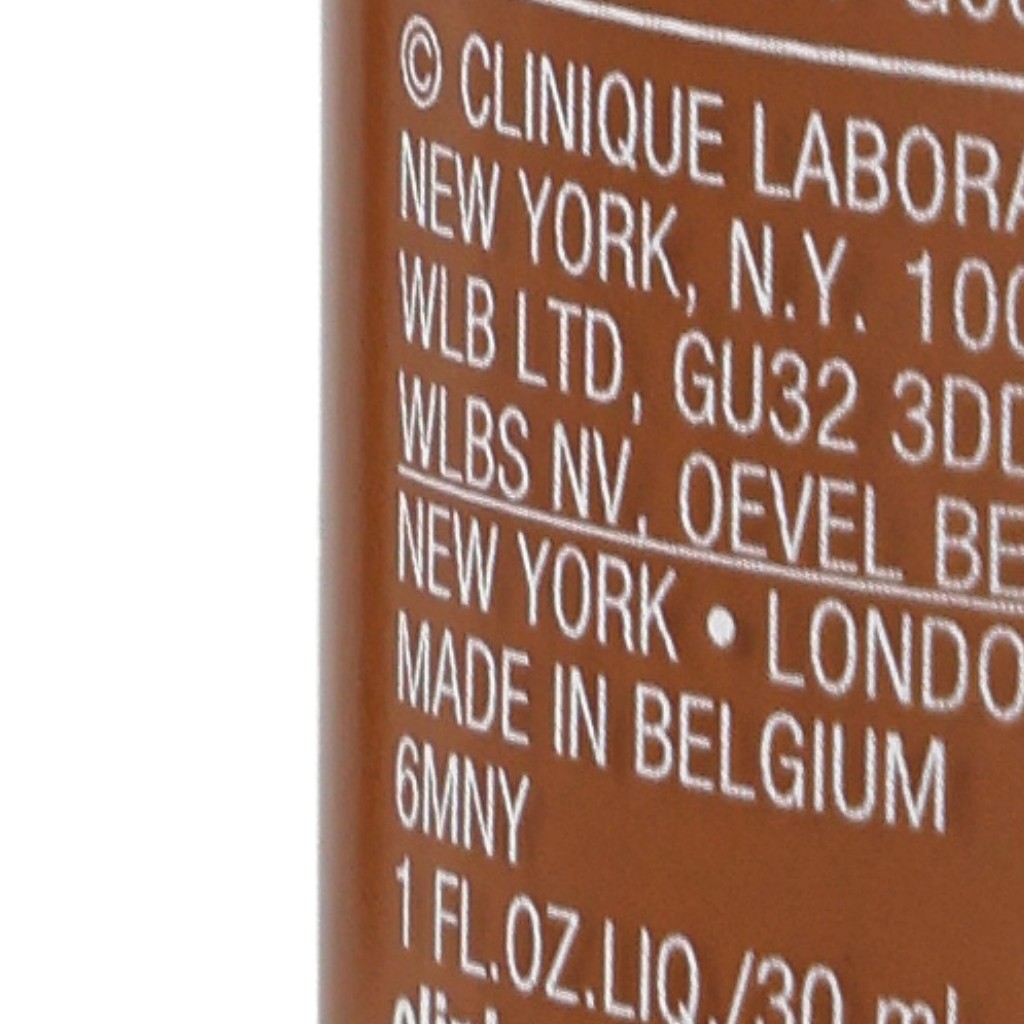 © CLINIQUE LABORA
NEW YORK, N.Y. 100
WLB LTD, GU32 3DD
WLBS NV, OEVEL BE
NEW YORK • LONDO
MADE IN BELGIUM
6MNY
1 FL.OZ.LIQ./30 ml